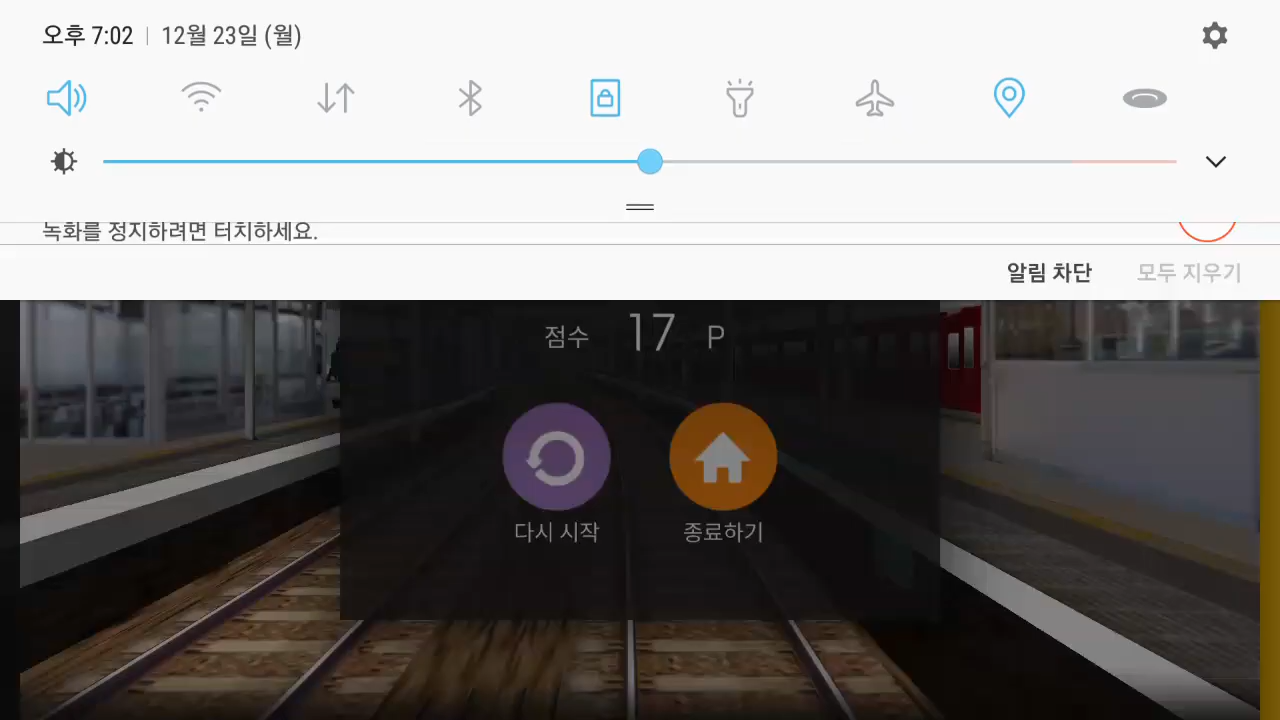 오후 7:02 | 12월 23일 (월)
녹화를 정지하려면 터치하세요.
알림 차단 모두 지우기
점수 17 P
다시 시작 종료하기